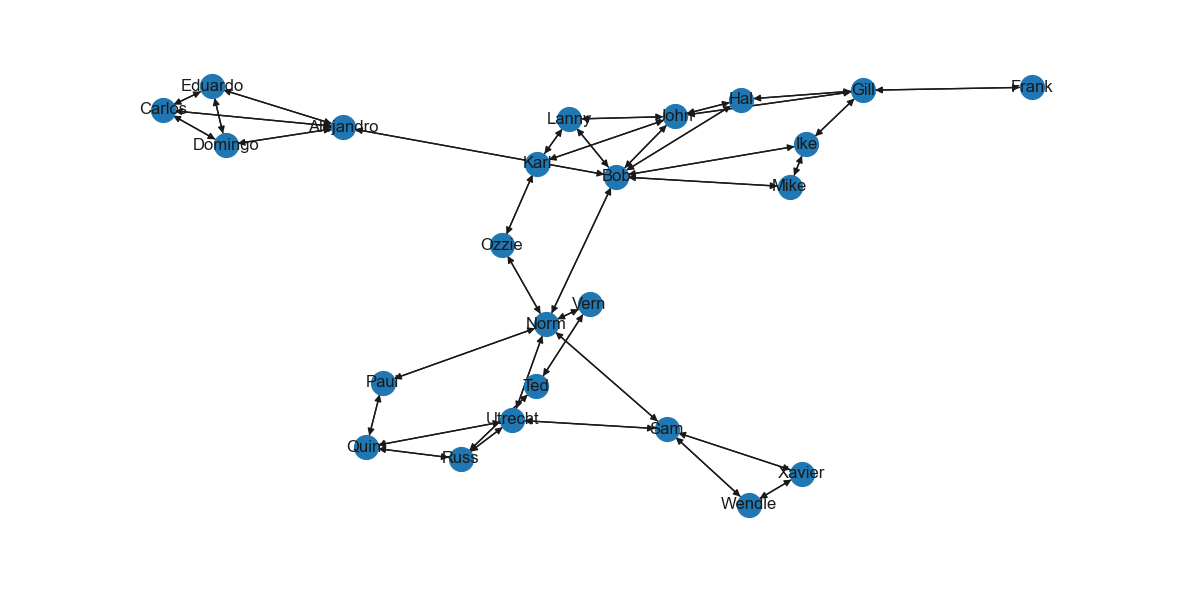 Eduardo
Carlos
Domingo
Alejandro
Lanny
John
Hal
Gill
Frank
Karl
Bob
Ike
Mike
Ozzie
Norm
Vern
Paul
Ted
Utrecht
Quint
Russ
Sam
Xavier
Wendle